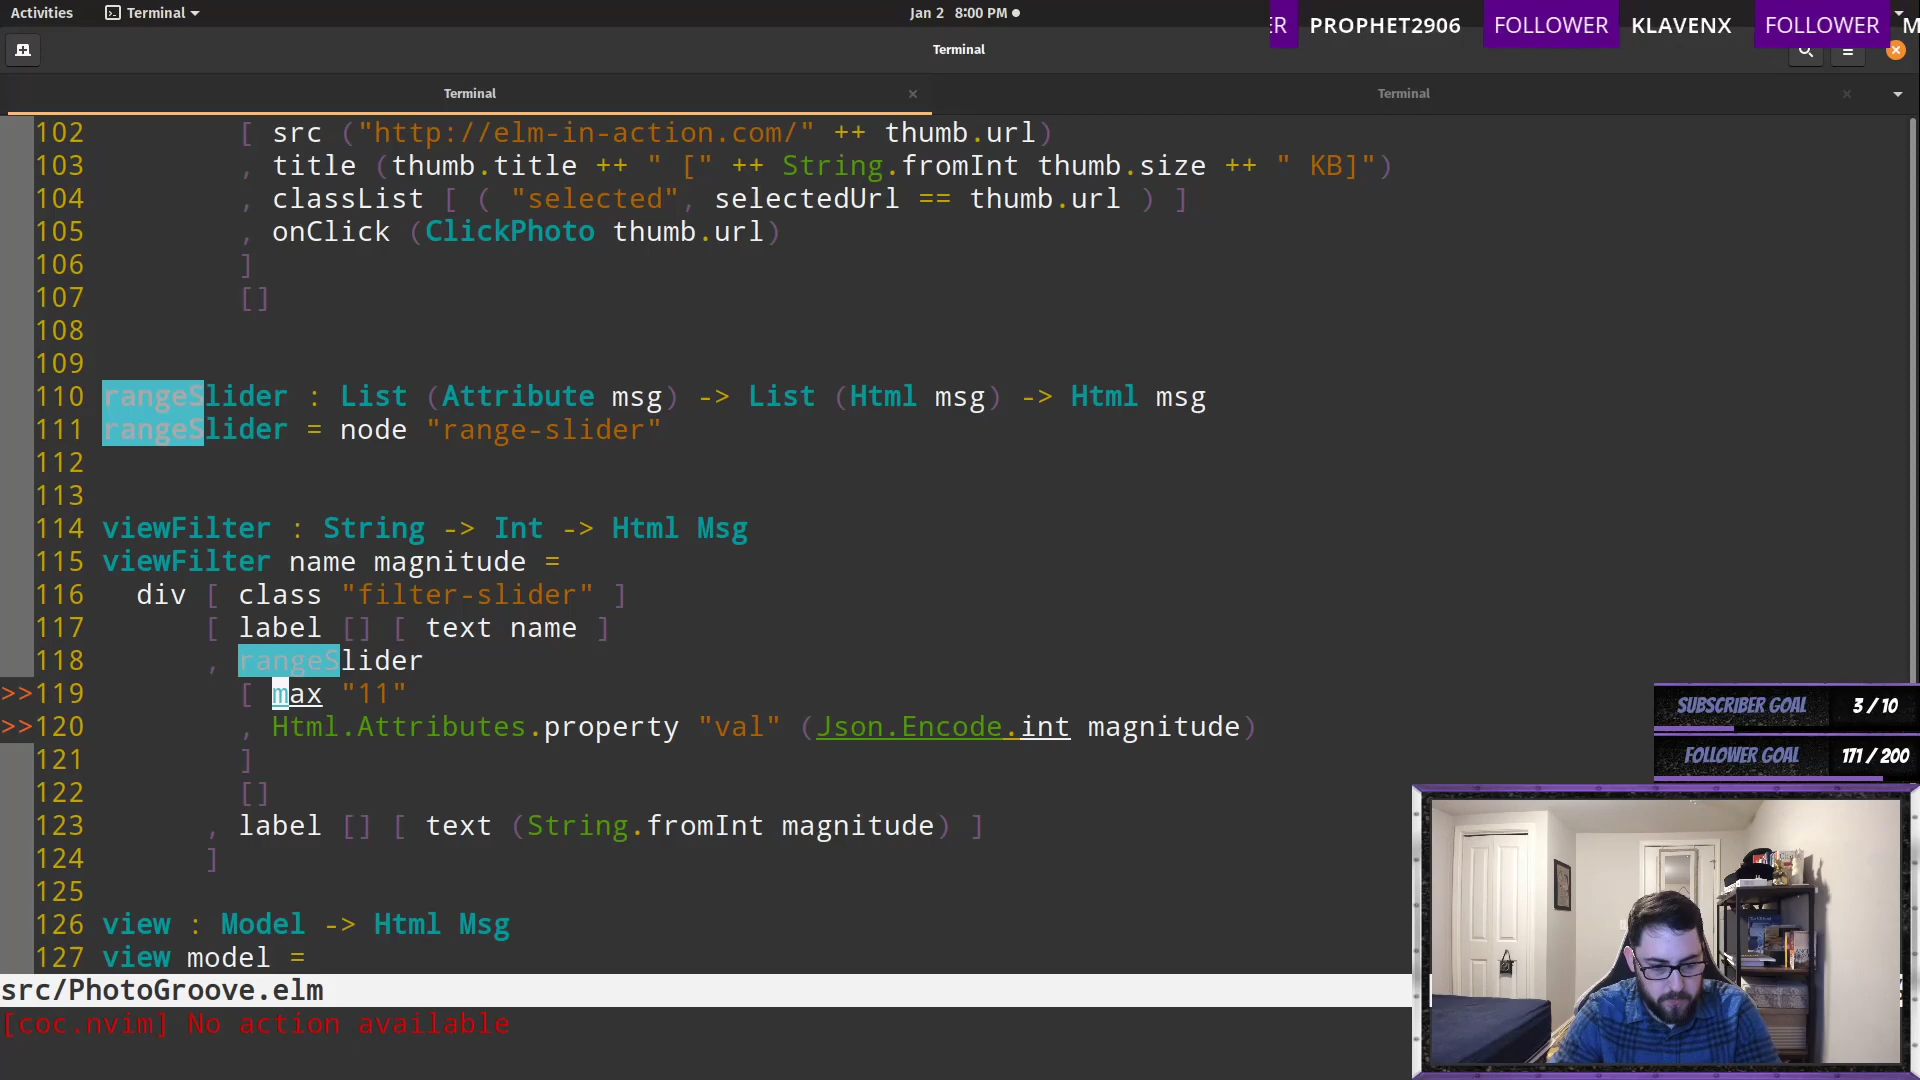 Activities Terminal Jan 2 8:00 PM
ER PROPHET2906 FOLLOWER KLAVENX FOLLOWER M
Terminal
Terminal Terminal
102 [ src ("http://elm-in-action.com/" ++ thumb.url)
103 , title (thumb.title ++ " [" ++ String.fromInt thumb.size ++ " KB]")
104 , classList [ ( "selected", selectedUrl == thumb.url ) ]
105 , onClick (ClickPhoto thumb.url)
106 ]
107 []
108
109
110 rangeSlider : List (Attribute msg) -> List (Html msg) -> Html msg
111 rangeSlider = node "range-slider"
112
113
114 viewFilter : String -> Int -> Html Msg
115 viewFilter name magnitude =
116 div [ class "filter-slider" ]
117 [ label [] [ text name ]
118 , rangeSlider
>>119 [ max "11"
>>120 , Html.Attributes.property "val" (Json.Encode.int magnitude)
121 ]
122 []
123 , label [] [ text (String.fromInt magnitude) ]
124 ]
125
126 view : Model -> Html Msg
127 view model =
src/PhotoGroove.elm
[coc.nvim] No action available
SUBSCRIBER GOAL 3 / 10
FOLLOWER GOAL 171 / 200